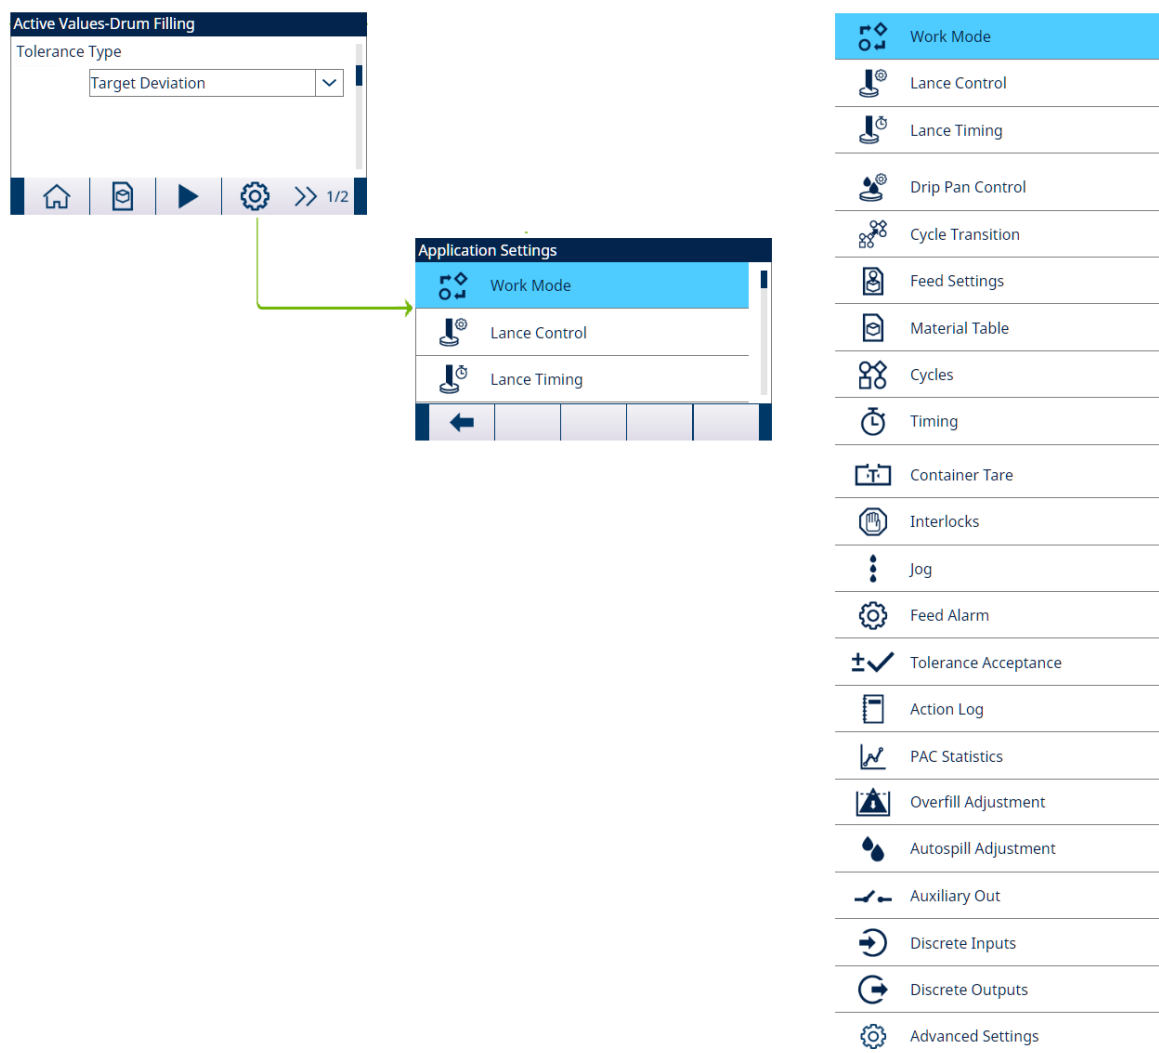 Active Values-Drum Filling
Tolerance Type
Target Deviation
1/2
Application Settings
Work Mode
Lance Control
Lance Timing
Work Mode
Lance Control
Lance Timing
Drip Pan Control
Cycle Transition
Feed Settings
Material Table
Cycles
Timing
T
Container Tare
Interlocks
Jog
Feed Alarm
Tolerance Acceptance
Action Log
PAC Statistics
Overfill Adjustment
Autospill Adjustment
Auxiliary Out
Discrete Inputs
Discrete Outputs
Advanced Settings